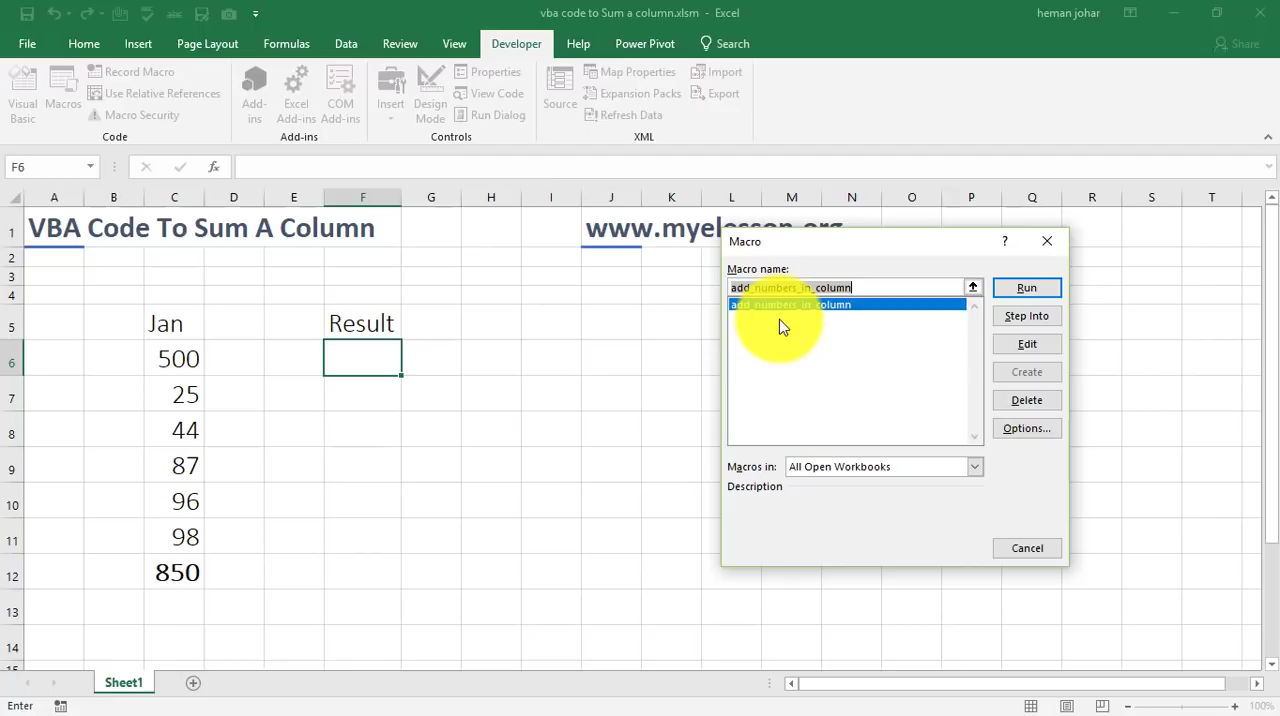 vba code to Sum a column.xlsm - Excel
heman johar
File Home Insert Page Layout Formulas Data Review View Developer Help Power Pivot Search Share
Visual Basic
Macros
Record Macro
Use Relative References
Macro Security
Code
Add-ins
Excel Add-ins
COM Add-ins
Add-ins
Insert
Design Mode
Properties
View Code
Run Dialog
Controls
Source
Map Properties
Expansion Packs
Refresh Data
Import
Export
XML
F6
fx
A B C D E F G H I J K L M N O P Q R S T
1 VBA Code To Sum A Column www.myelesson.org
2
3
4
5 Jan Result
6 500
7 25
8 44
9 87
10 96
11 98
12 850
13
14
15
Macro ?
Macro name:
add_numbers_in_column
add_numbers_in_column
Run
Step Into
Edit
Create
Delete
Options...
Macros in: All Open Workbooks
Description
Cancel
Sheet1
Enter
100%